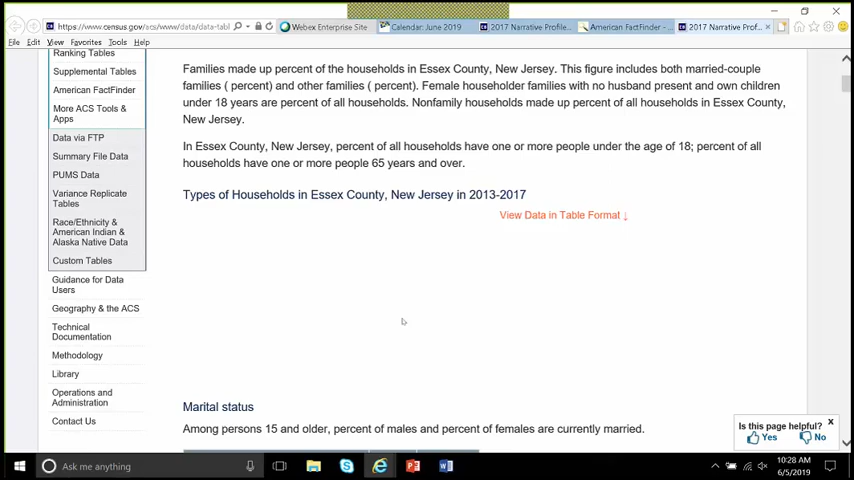 https://www.census.gov/acs/www/data/data-tabl
Webex Enterprise Site
Calendar: June 2019
2017 Narrative Profile...
American FactFinder - ...
2017 Narrative Prof...
File Edit View Favorites Tools Help
Ranking Tables
Supplemental Tables
American FactFinder
More ACS Tools &
Apps
Data via FTP
Summary File Data
PUMS Data
Variance Replicate
Tables
Race/Ethnicity &
American Indian &
Alaska Native Data
Custom Tables
Guidance for Data
Users
Geography & the ACS
Technical
Documentation
Methodology
Library
Operations and
Administration
Contact Us
Families made up percent of the households in Essex County, New Jersey. This figure includes both married-couple
families ( percent) and other families ( percent). Female householder families with no husband present and own children
under 18 years are percent of all households. Nonfamily households made up percent of all households in Essex County,
New Jersey.
In Essex County, New Jersey, percent of all households have one or more people under the age of 18; percent of all
households have one or more people 65 years and over.
Types of Households in Essex County, New Jersey in 2013-2017
View Data in Table Format ↓
Marital status
Among persons 15 and older, percent of males and percent of females are currently married.
Is this page helpful? X
Yes No
Ask me anything
10:28 AM
6/5/2019